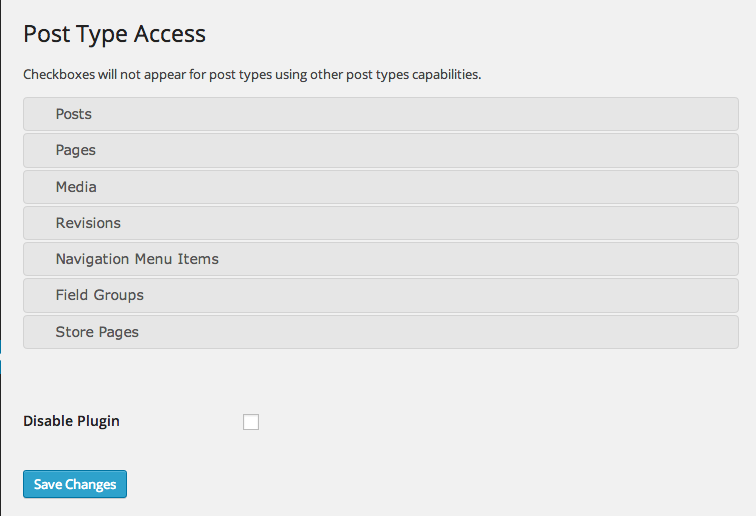 Post Type Access
Checkboxes will not appear for post types using other post types capabilities.
Posts
Pages
Media
Revisions
Navigation Menu Items
Field Groups
Store Pages
Disable Plugin
Save Changes